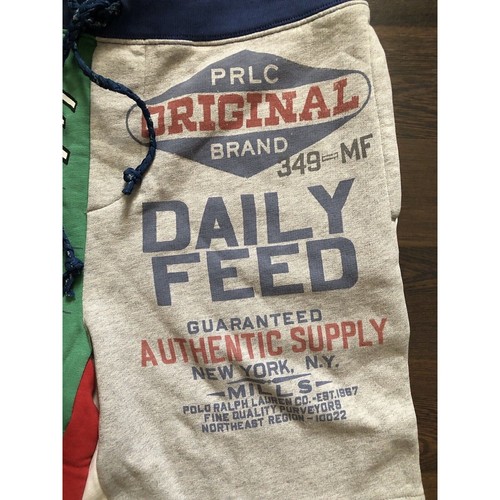 PRLC
ORIGINAL
BRAND
349-MF
DAILY
FEED
GUARANTEED
AUTHENTIC SUPPLY
NEW YORK, N.Y.
MILLS
POLO RALPH LAUREN CO.-EST. 1967
FINE QUALITY PURVEYORS
NORTHEAST REGION - 10022